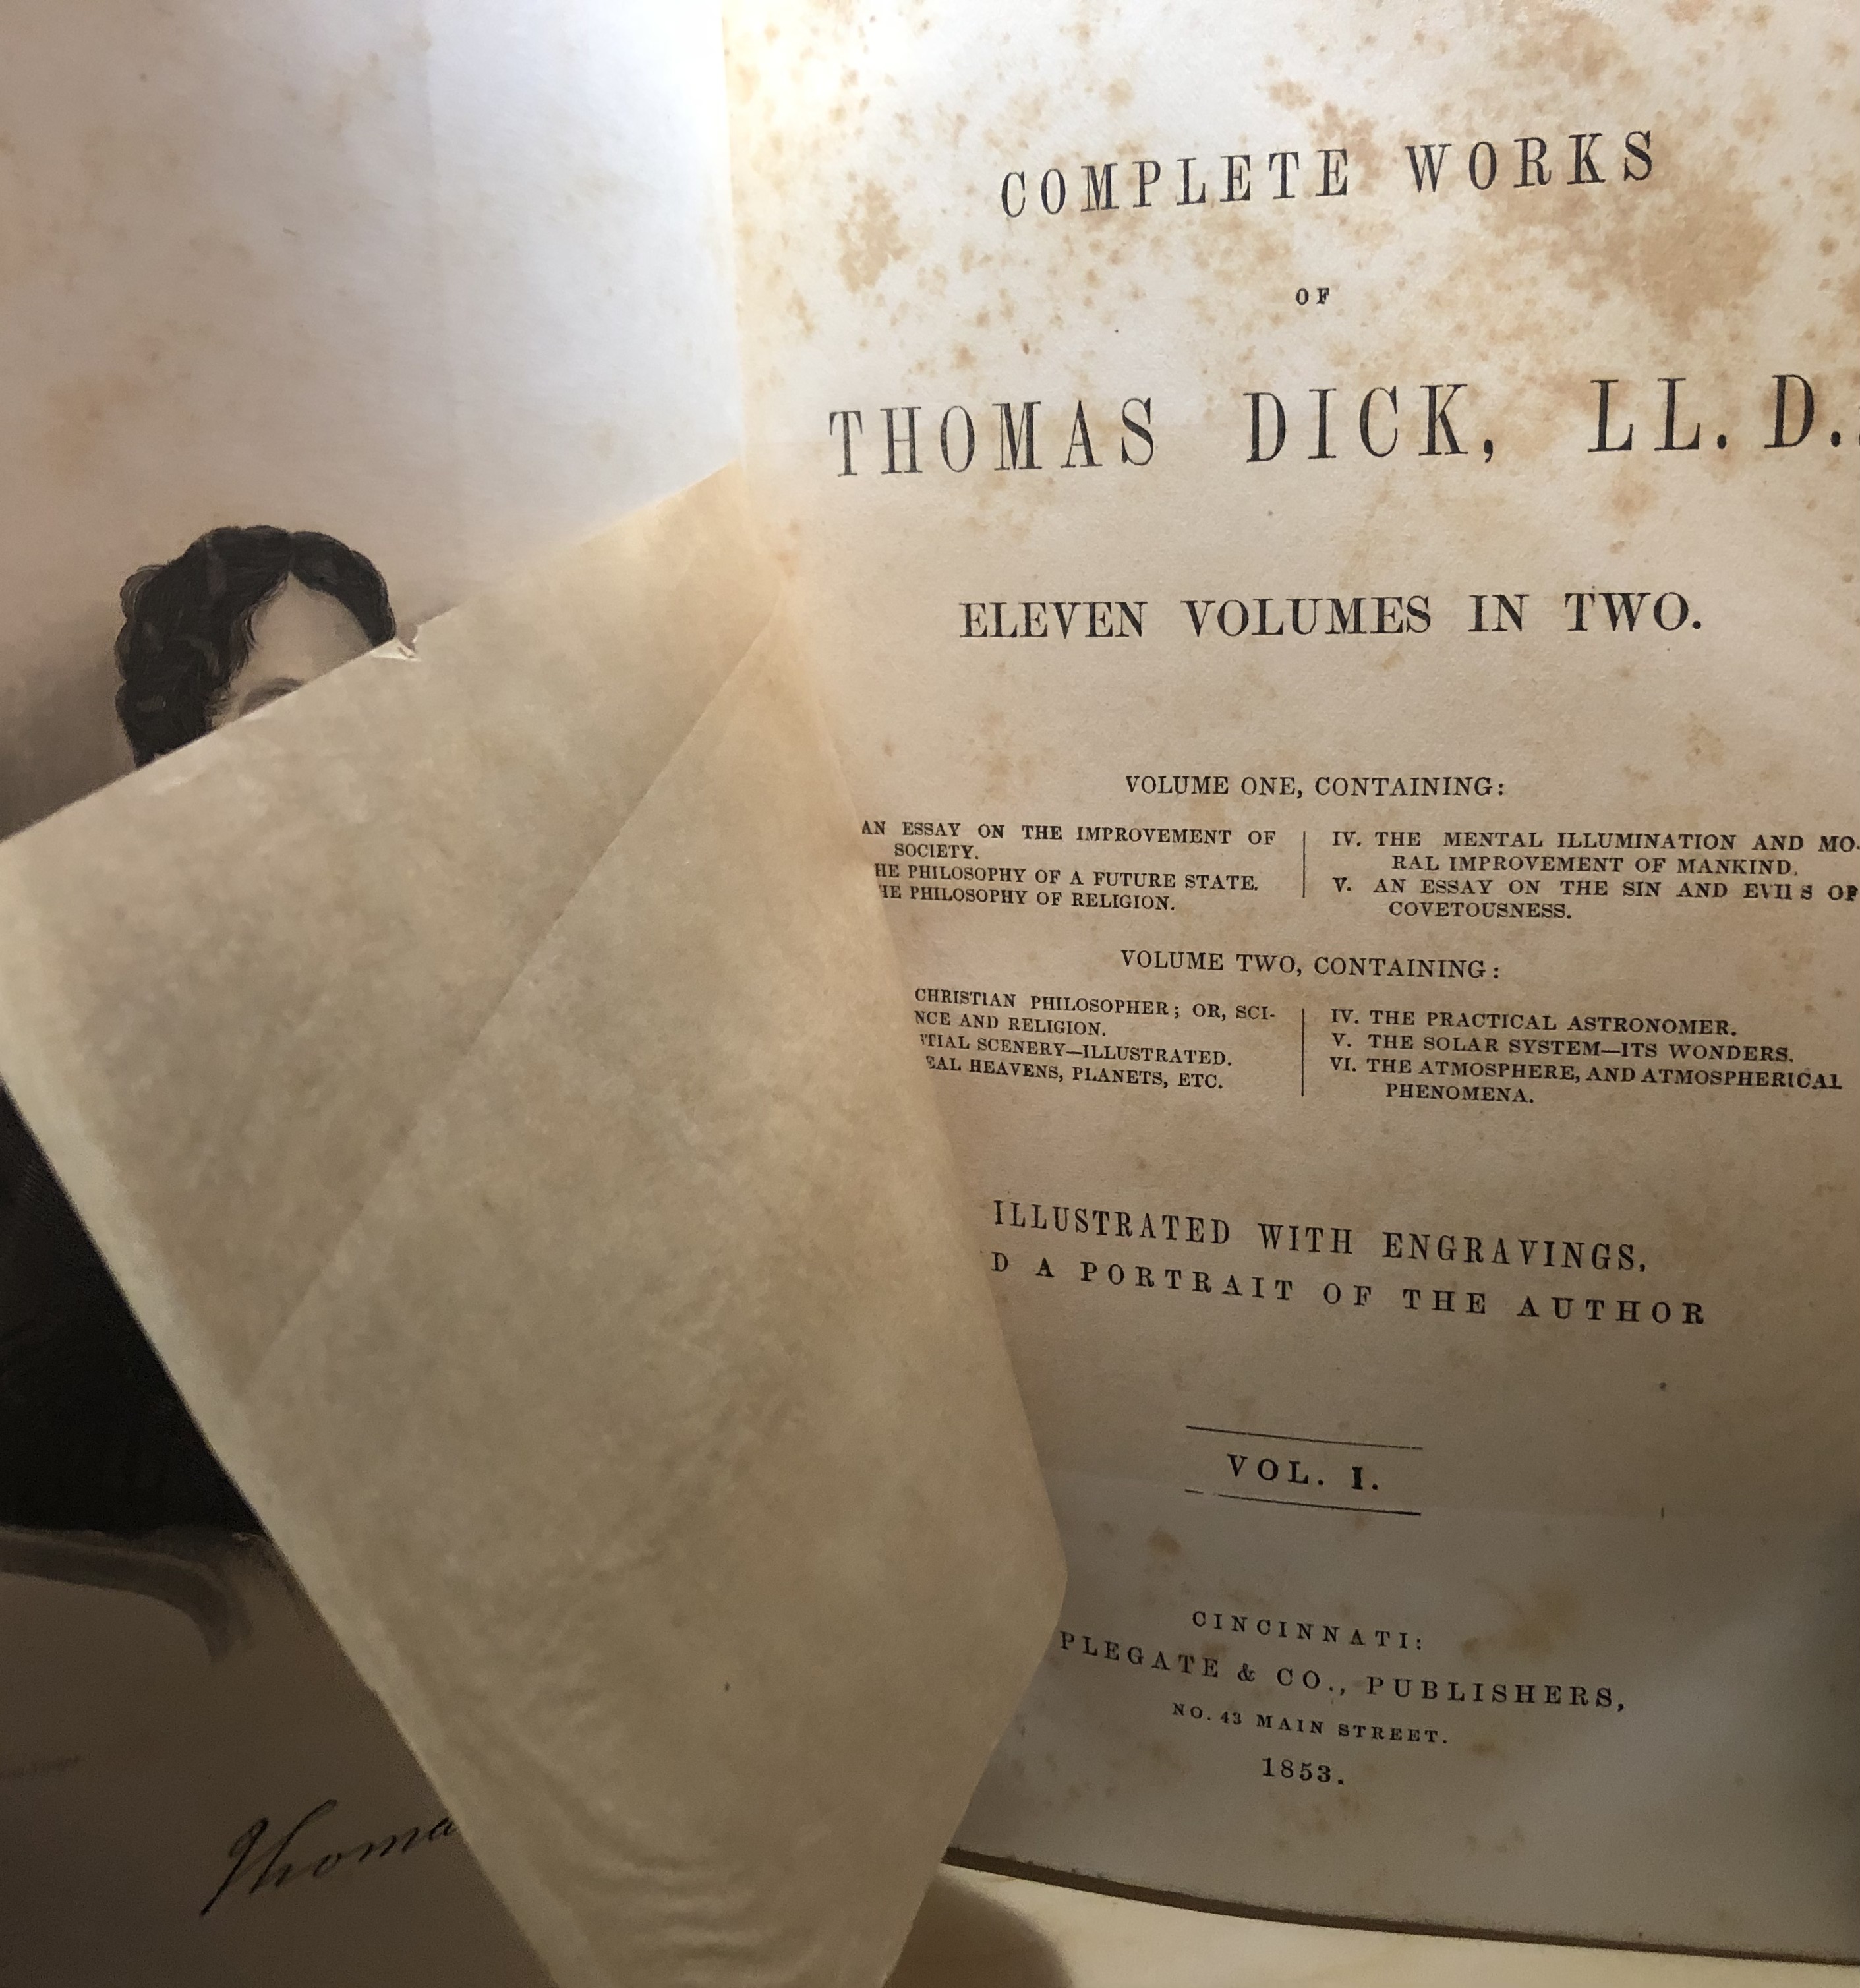 COMPLETE WORKS
OF
THOMAS DICK, LL. D.,
ELEVEN VOLUMES IN TWO.
VOLUME ONE, CONTAINING:
AN ESSAY ON THE IMPROVEMENT OF
SOCIETY.
HE PHILOSOPHY OF A FUTURE STATE.
HE PHILOSOPHY OF RELIGION.
IV. THE MENTAL ILLUMINATION AND MO-
RAL IMPROVEMENT OF MANKIND.
V. AN ESSAY ON THE SIN AND EVILS OF
COVETOUSNESS.
VOLUME TWO, CONTAINING:
CHRISTIAN PHILOSOPHER; OR, SCI-
NCE AND RELIGION.
TIAL SCENERY—ILLUSTRATED.
EAL HEAVENS, PLANETS, ETC.
IV. THE PRACTICAL ASTRONOMER.
V. THE SOLAR SYSTEM—ITS WONDERS.
VI. THE ATMOSPHERE, AND ATMOSPHERICAL
PHENOMENA.
ILLUSTRATED WITH ENGRAVINGS.
D A PORTRAIT OF THE AUTHOR
VOL. I.
CINCINNATI:
PLEGATE & CO., PUBLISHERS,
NO. 43 MAIN STREET.
1853.
Thoma